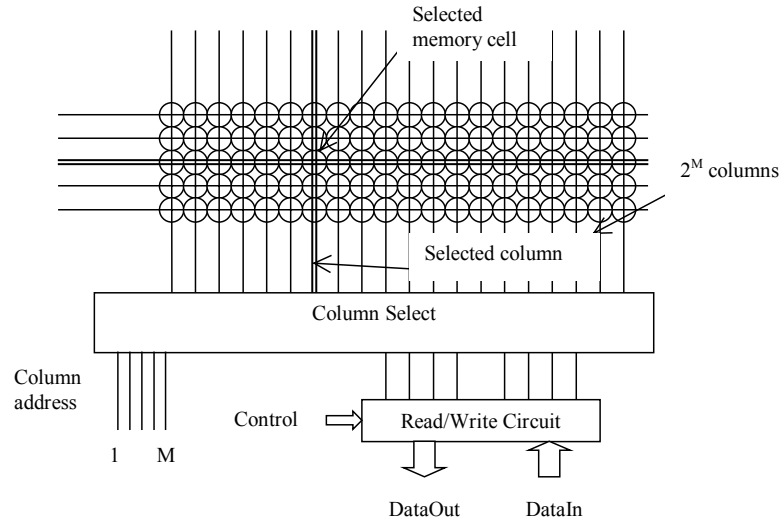 Selected
memory cell
2^M columns
Selected column
Column Select
Column
address
1 M
Control
Read/Write Circuit
DataOut DataIn